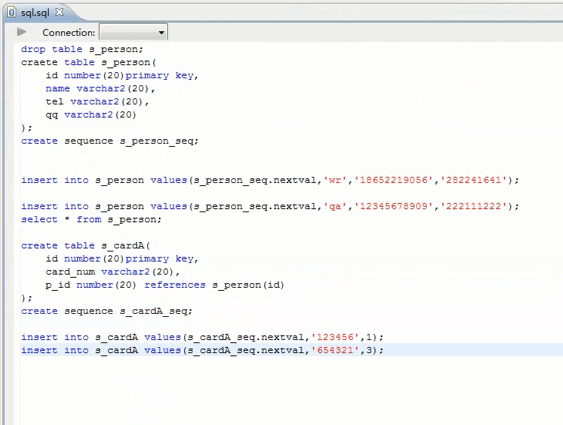 sql.sql
Connection:
drop table s_person;
craete table s_person(
id number(20)primary key,
name varchar2(20),
tel varchar2(20),
qq varchar2(20)
);
create sequence s_person_seq;
insert into s_person values(s_person_seq.nextval,'wr','18652219056','282241641');
insert into s_person values(s_person_seq.nextval,'qa','12345678909','222111222');
select * from s_person;
create table s_cardA(
id number(20)primary key,
card_num varchar2(20),
p_id number(20) references s_person(id)
);
create sequence s_cardA_seq;
insert into s_cardA values(s_cardA_seq.nextval,'123456',1);
insert into s_cardA values(s_cardA_seq.nextval,'654321',3);